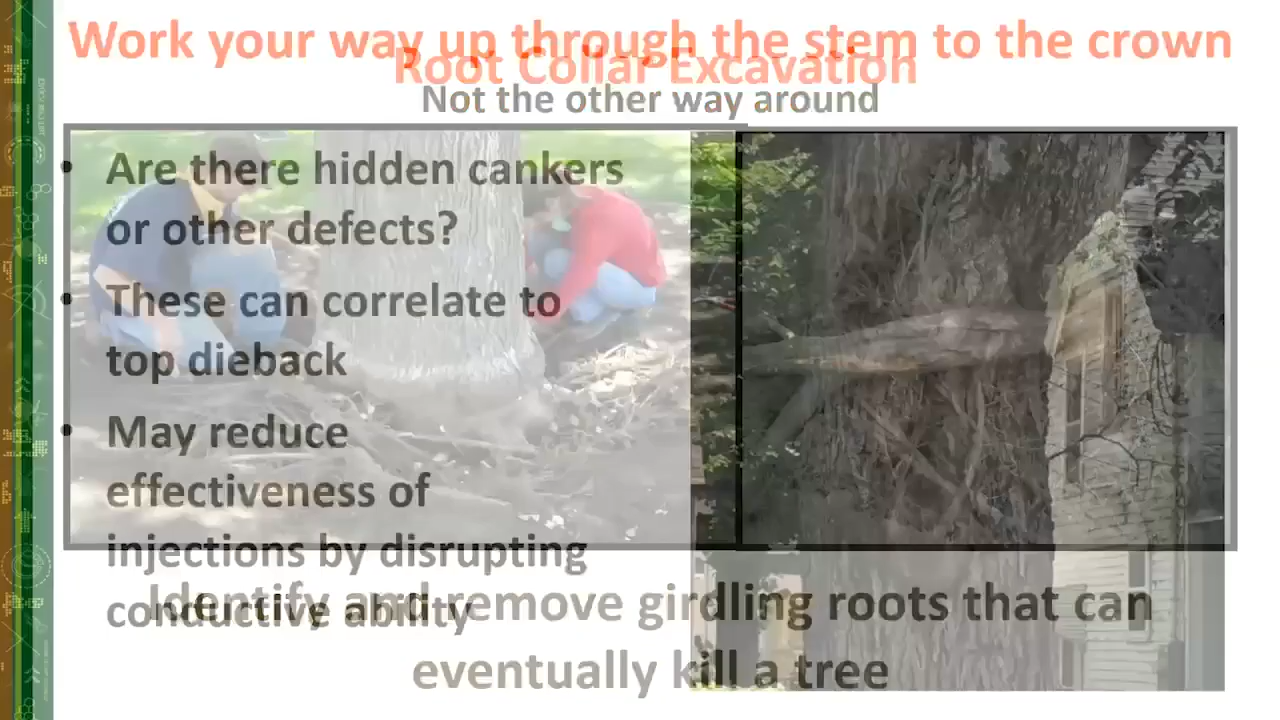 Work your way up through the stem to the crown
Root Collar Excavation
Not the other way around
• Are there hidden cankers
or other defects?
• These can correlate to
top dieback
• May reduce
effectiveness of
injections by disrupting
conductive ability
Identify and remove girdling roots that can
eventually kill a tree